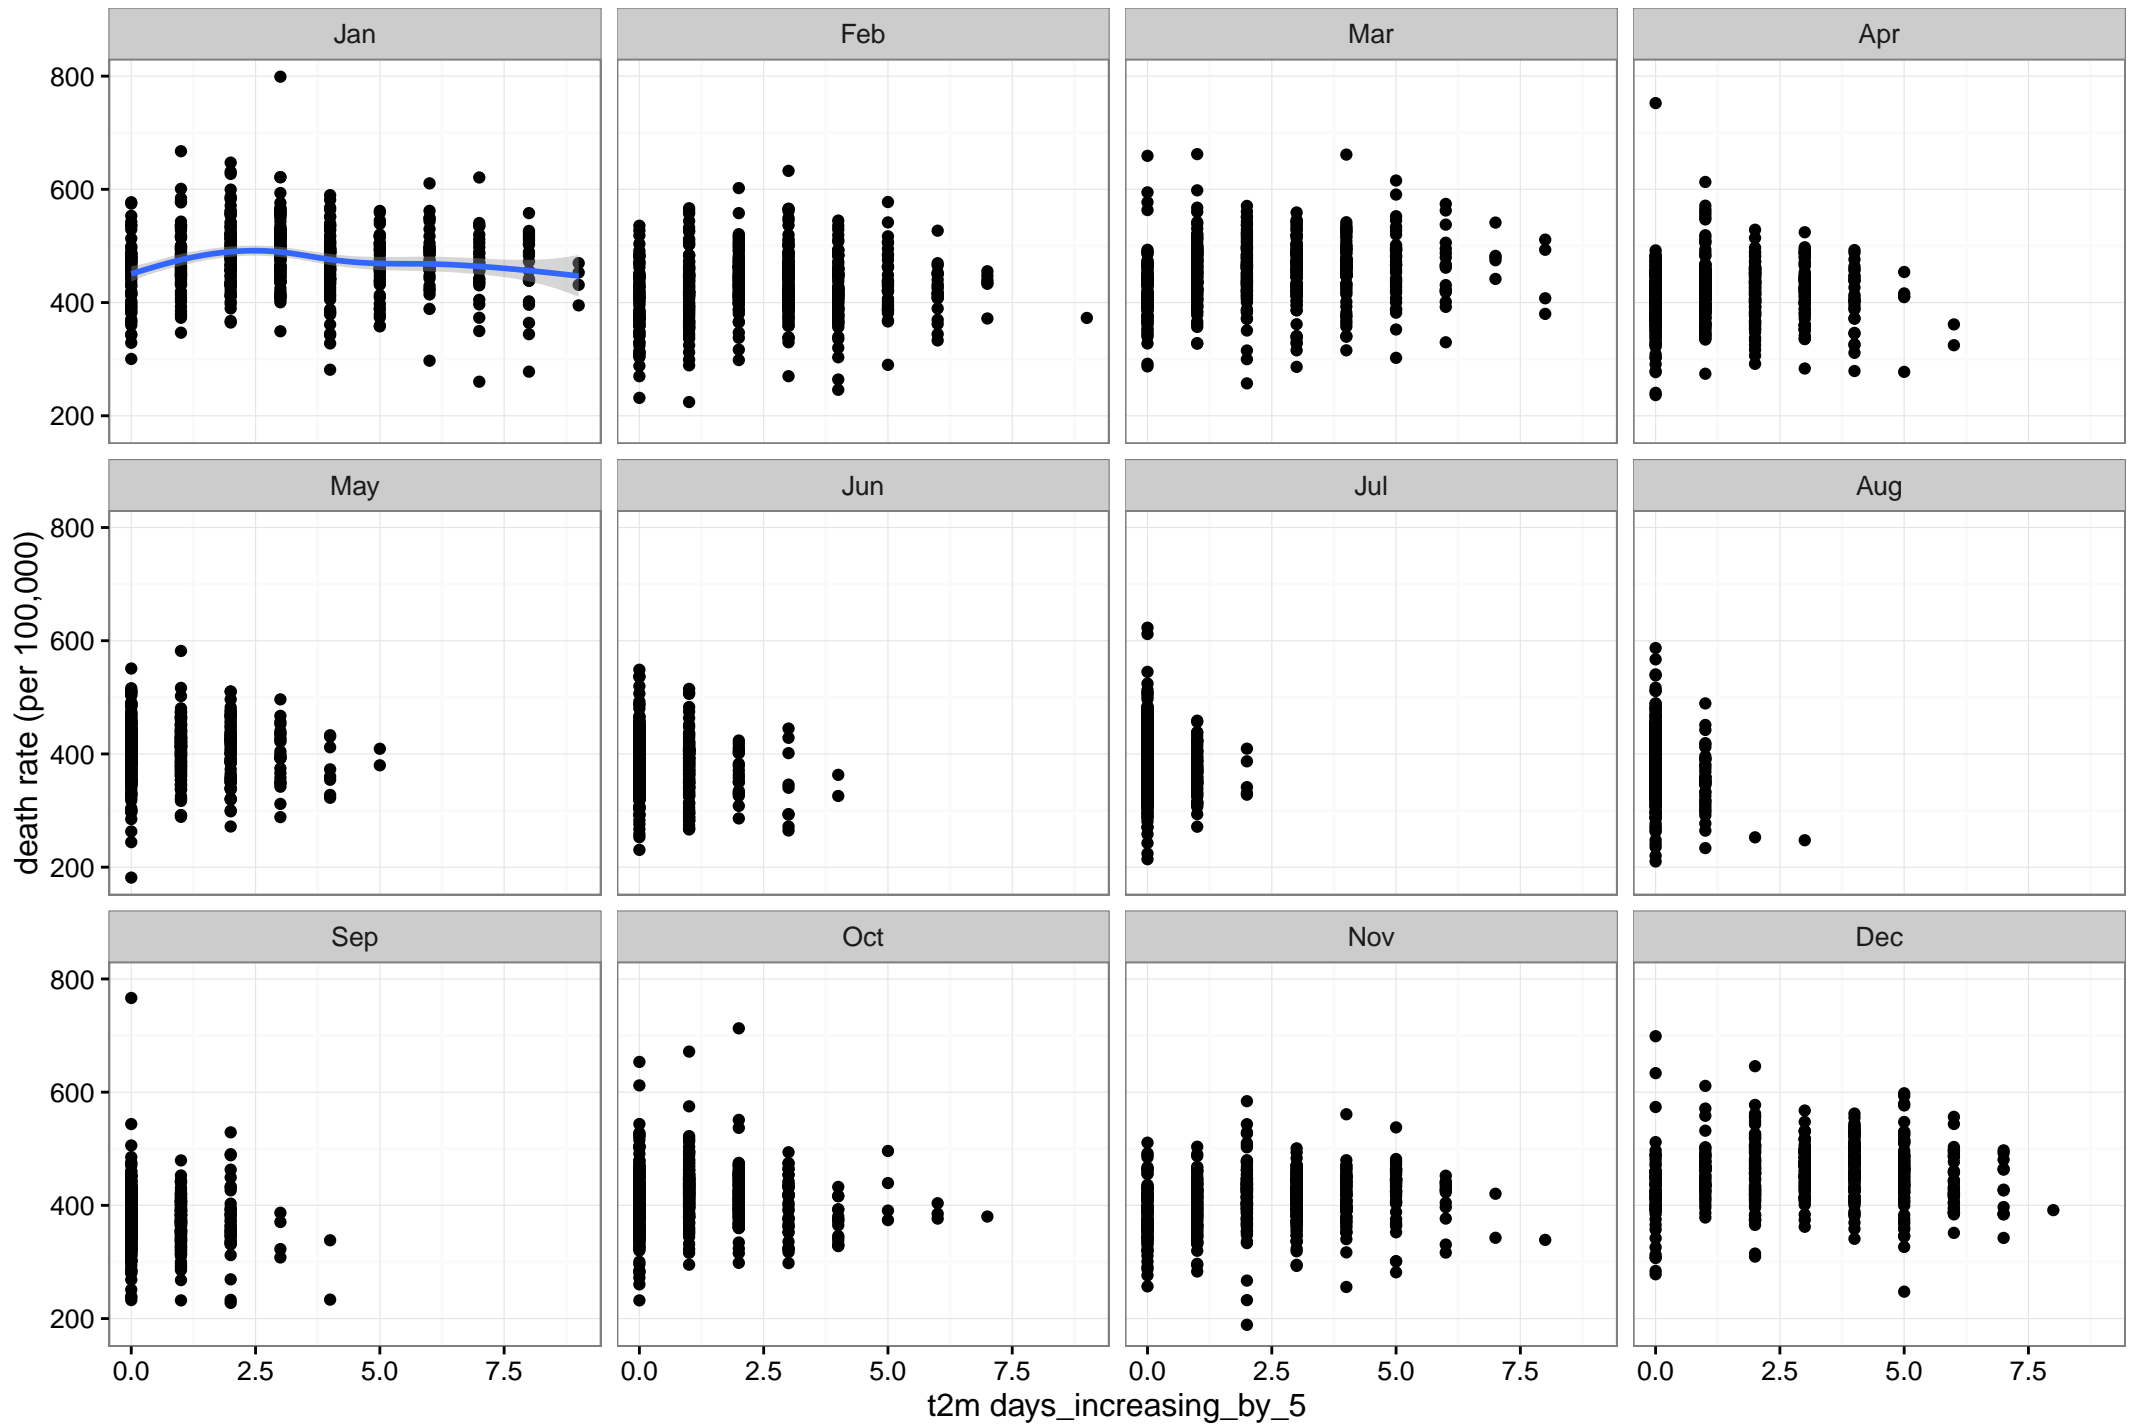 Jan Feb Mar Apr
800
600
400
200
May Jun Jul Aug
800
600
400
200
death rate (per 100,000)
Sep Oct Nov Dec
800
600
400
200
0.0 2.5 5.0 7.5 0.0 2.5 5.0 7.5 0.0 2.5 5.0 7.5 0.0 2.5 5.0 7.5
t2m days_increasing_by_5